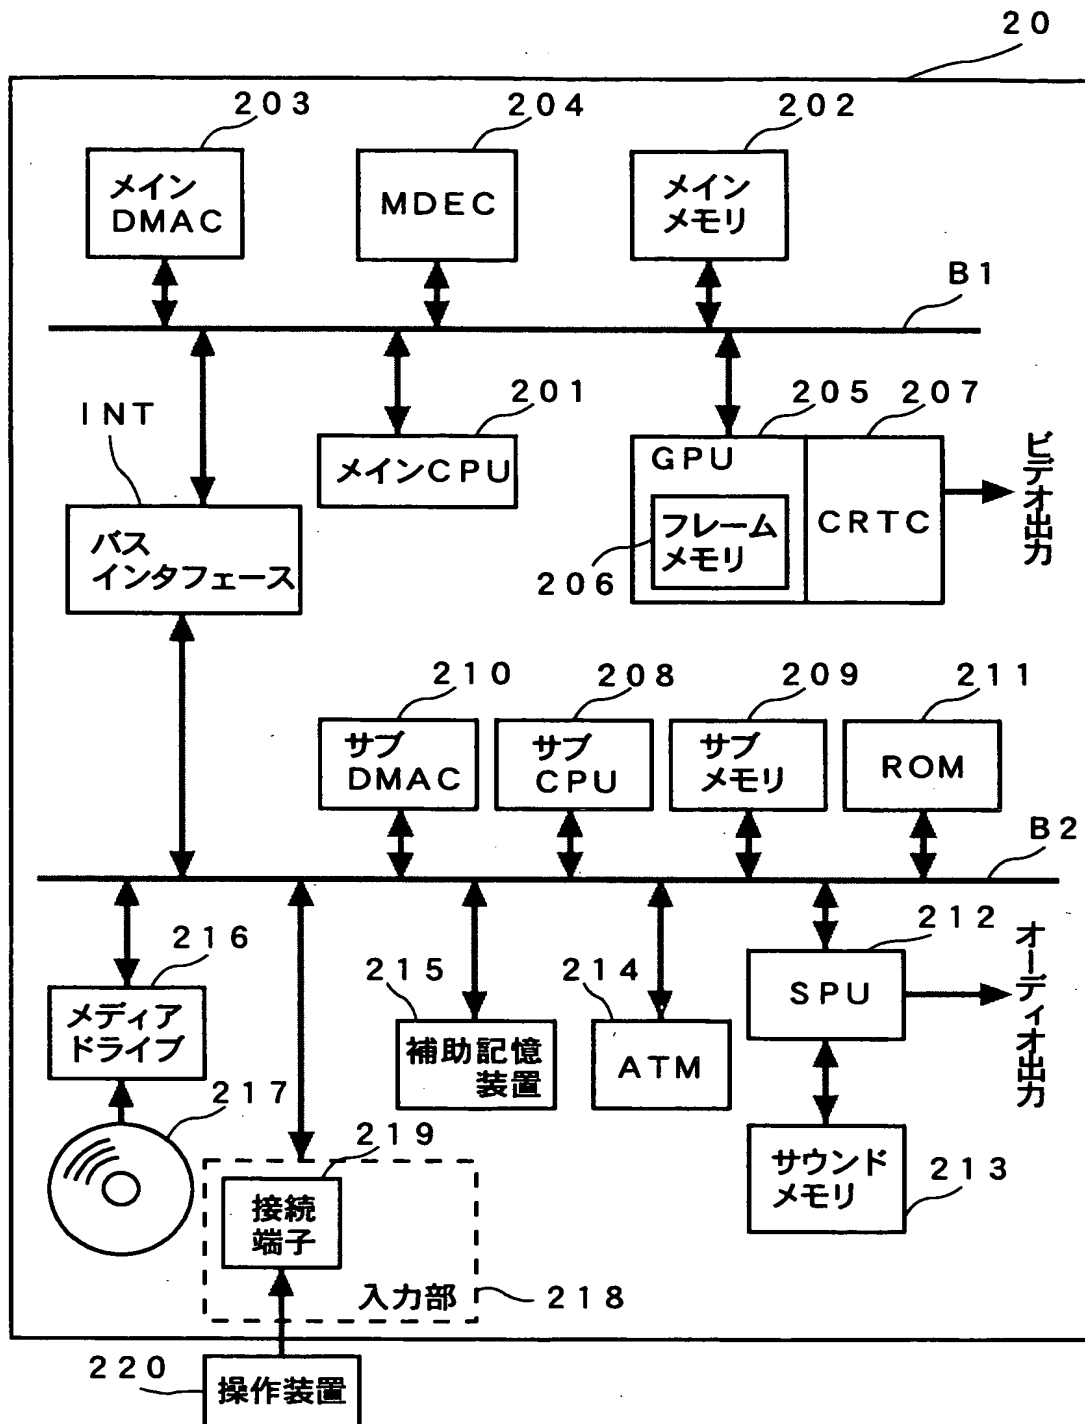 20
203
204
202
メイン
DMAC
MDEC
メイン
メモリ
B1
INT
201
205
207
メインCPU
GPU
CRTC
ビデオ出力
バス
インタフェース
206
フレーム
メモリ
210
208
209
211
サブ
DMAC
サブ
CPU
サブ
メモリ
ROM
B2
216
215
214
212
オーディオ出力
メディア
ドライブ
補助記憶
装置
ATM
SPU
217
219
サウンド
メモリ
213
接続
端子
入力部
218
220
操作装置